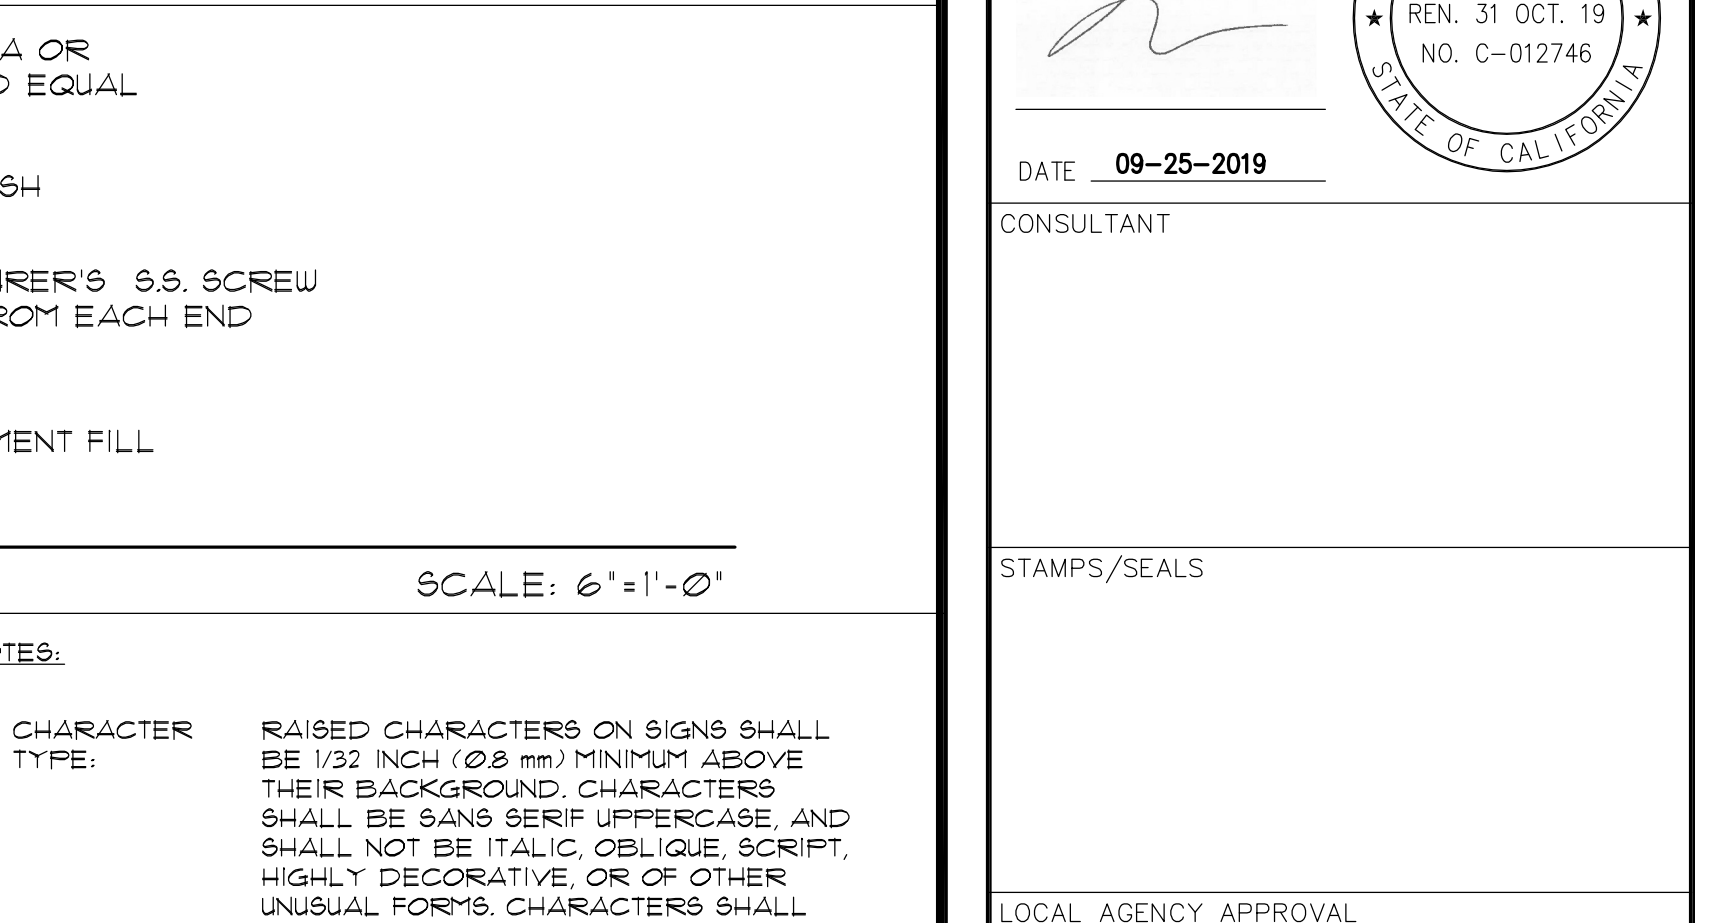 A OR
EQUAL
SH
RER'S S.S. SCREW
ROM EACH END
MENT FILL
SCALE: 6"=1'-0"
TES:
CHARACTER
TYPE:
RAISED CHARACTERS ON SIGNS SHALL
BE 1/32 INCH (0.8 mm) MINIMUM ABOVE
THEIR BACKGROUND. CHARACTERS
SHALL BE SANS SERIF UPPERCASE, AND
SHALL NOT BE ITALIC, OBLIQUE, SCRIPT,
HIGHLY DECORATIVE, OR OF OTHER
UNUSUAL FORMS. CHARACTERS SHALL
★ REN. 31 OCT. 19 ★
NO. C-012746
STATE OF CALIFORNIA
DATE 09-25-2019
CONSULTANT
STAMPS/SEALS
LOCAL AGENCY APPROVAL